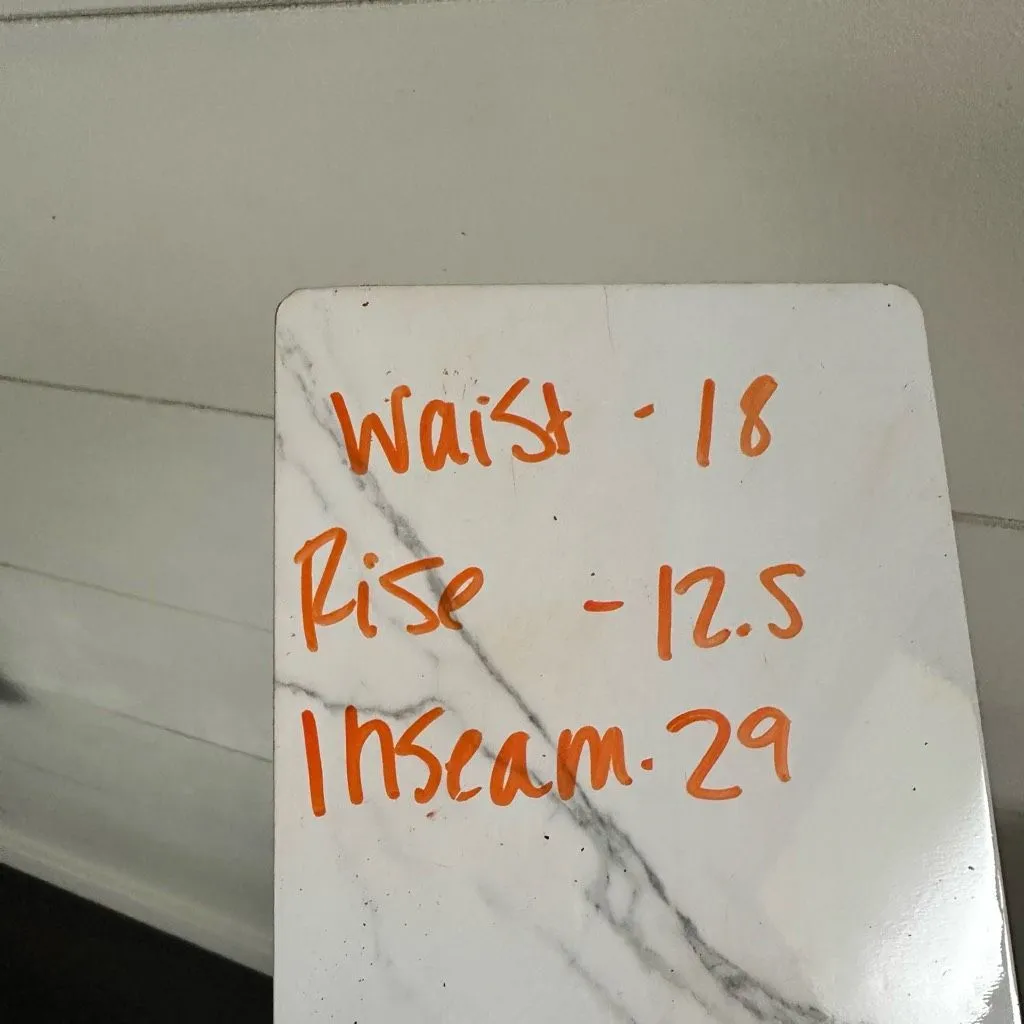 Waist - 18
Rise - 12.5
Inseam. 29